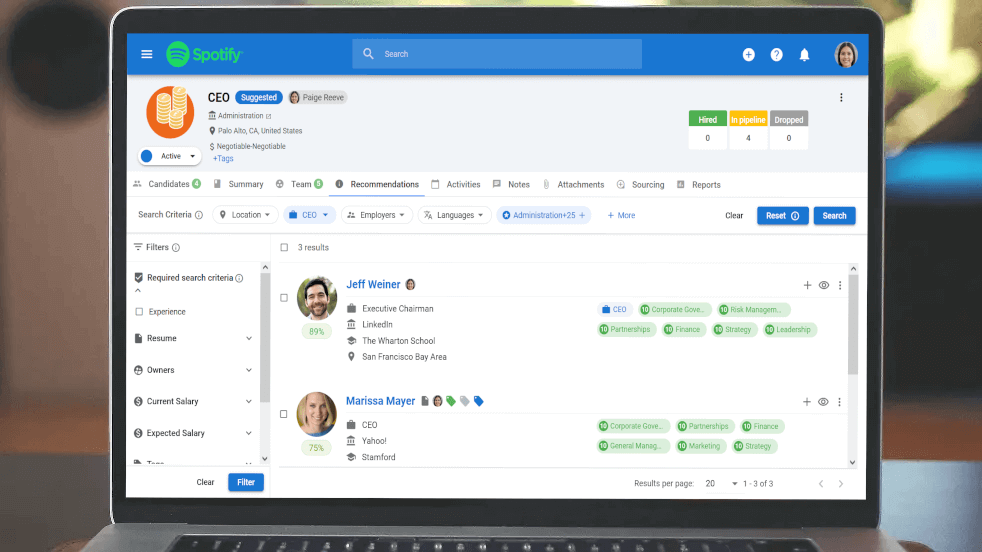 Spotify
Search
CEO Suggested Paige Reeve
Administration
Palo Alto, CA, United States
$ Negotiable-Negotiable
Active
+Tags
Hired In pipeline Dropped
0 4 0
Candidates 4 Summary Team 5 Recommendations Activities Notes Attachments Sourcing Reports
Search Criteria Location CEO Employers Languages Administration+25 + + More Clear Reset Search
Filters
3 results
Required search criteria
Experience
Resume
Owners
Current Salary
Expected Salary
Tags
Clear Filter
Jeff Weiner
89%
Executive Chairman
LinkedIn
The Wharton School
San Francisco Bay Area
CEO 10 Corporate Gove... 10 Risk Managem...
10 Partnerships 10 Finance 10 Strategy 10 Leadership
Marissa Mayer
75%
CEO
Yahoo!
Stamford
10 Corporate Gove... 10 Partnerships 10 Finance
10 General Manag... 10 Marketing 10 Strategy
Results per page: 20 1 - 3 of 3